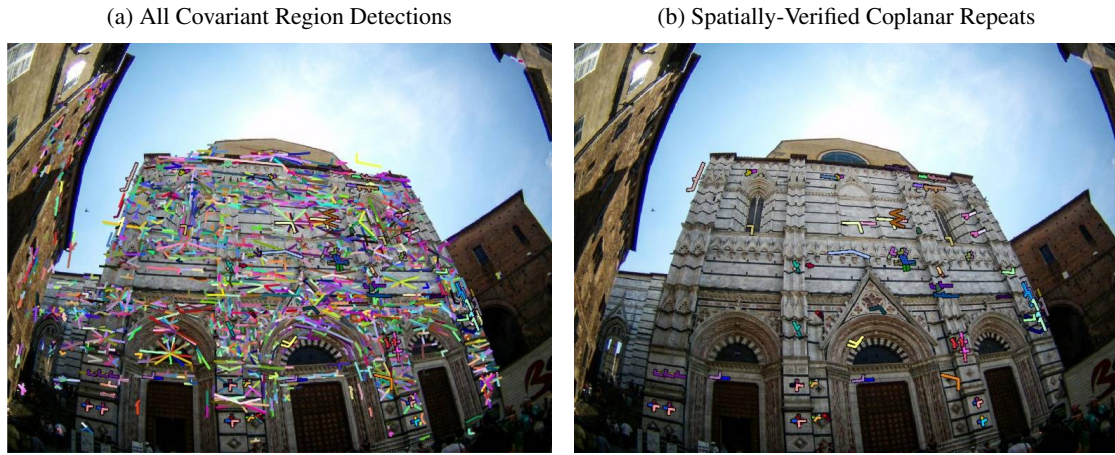 (a) All Covariant Region Detections
(b) Spatially-Verified Coplanar Repeats